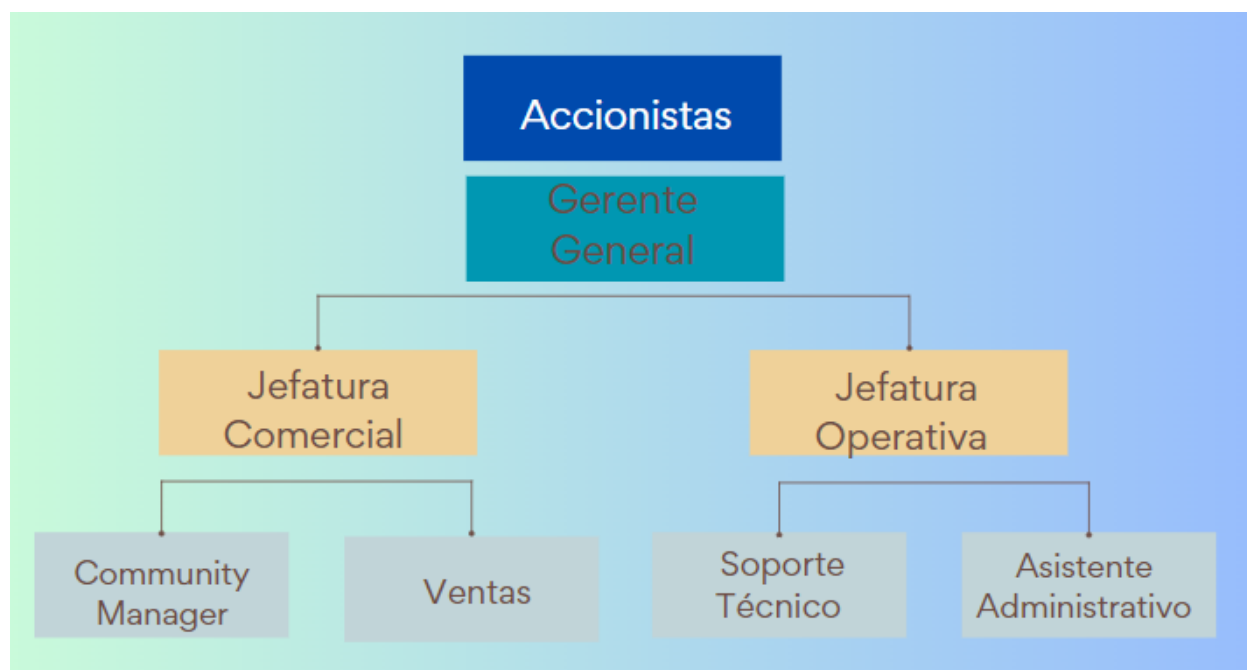 Accionistas
Gerente
General
Jefatura
Comercial
Jefatura
Operativa
Community
Manager
Ventas
Soporte
Técnico
Asistente
Administrativo